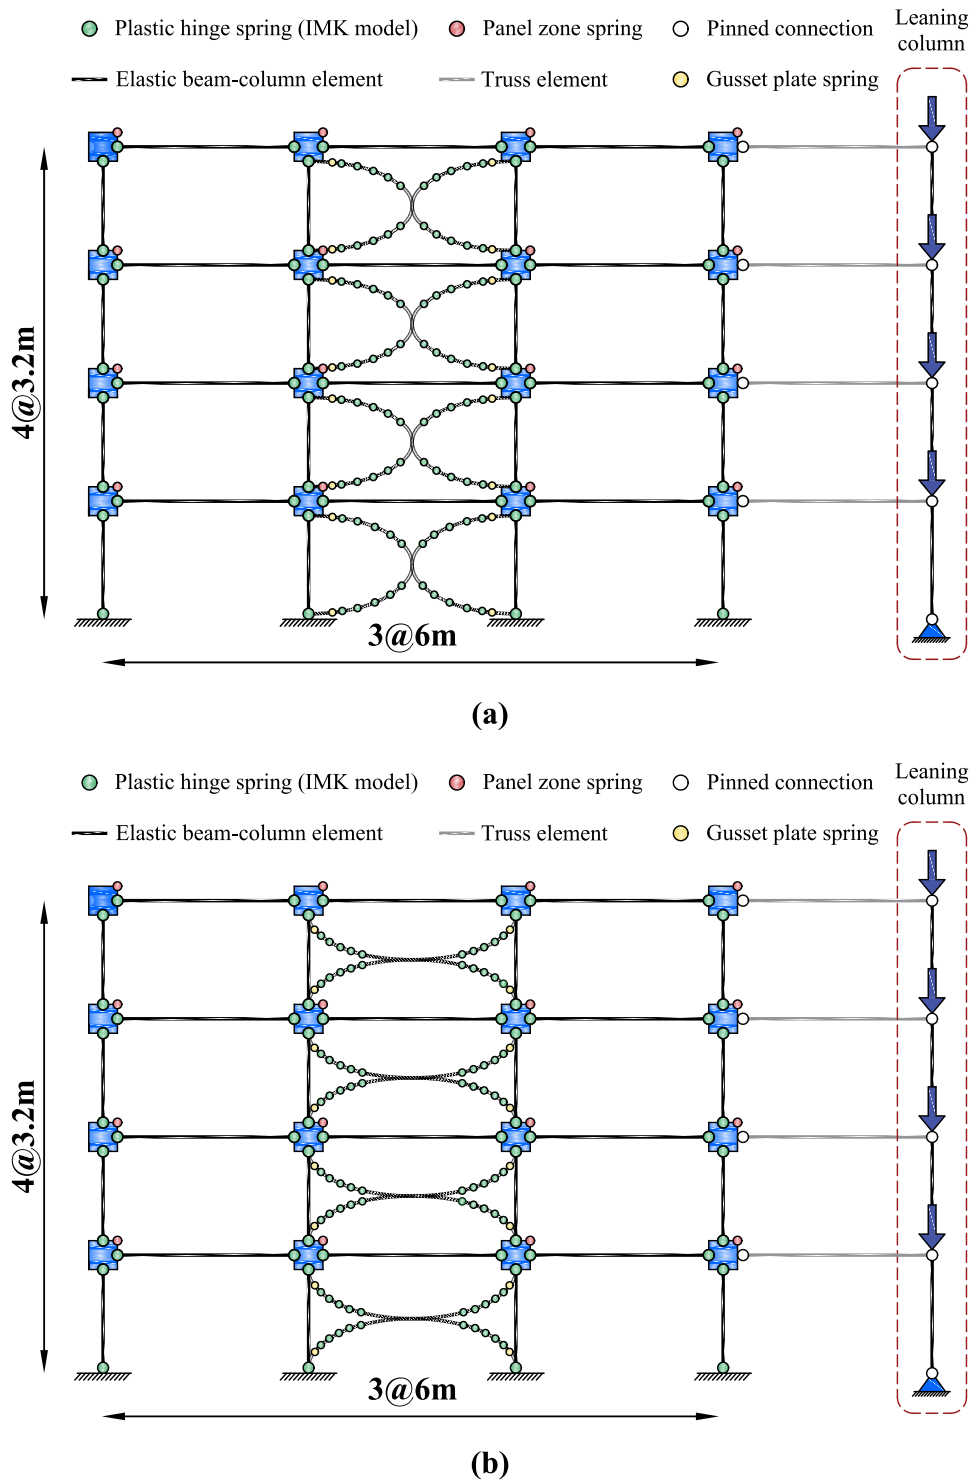 Plastic hinge spring (IMK model) Panel zone spring Pinned connection
Leaning
column
Elastic beam-column element Truss element Gusset plate spring
4@3.2m
3@6m
(a)
Plastic hinge spring (IMK model) Panel zone spring Pinned connection
Leaning
column
Elastic beam-column element Truss element Gusset plate spring
4@3.2m
3@6m
(b)